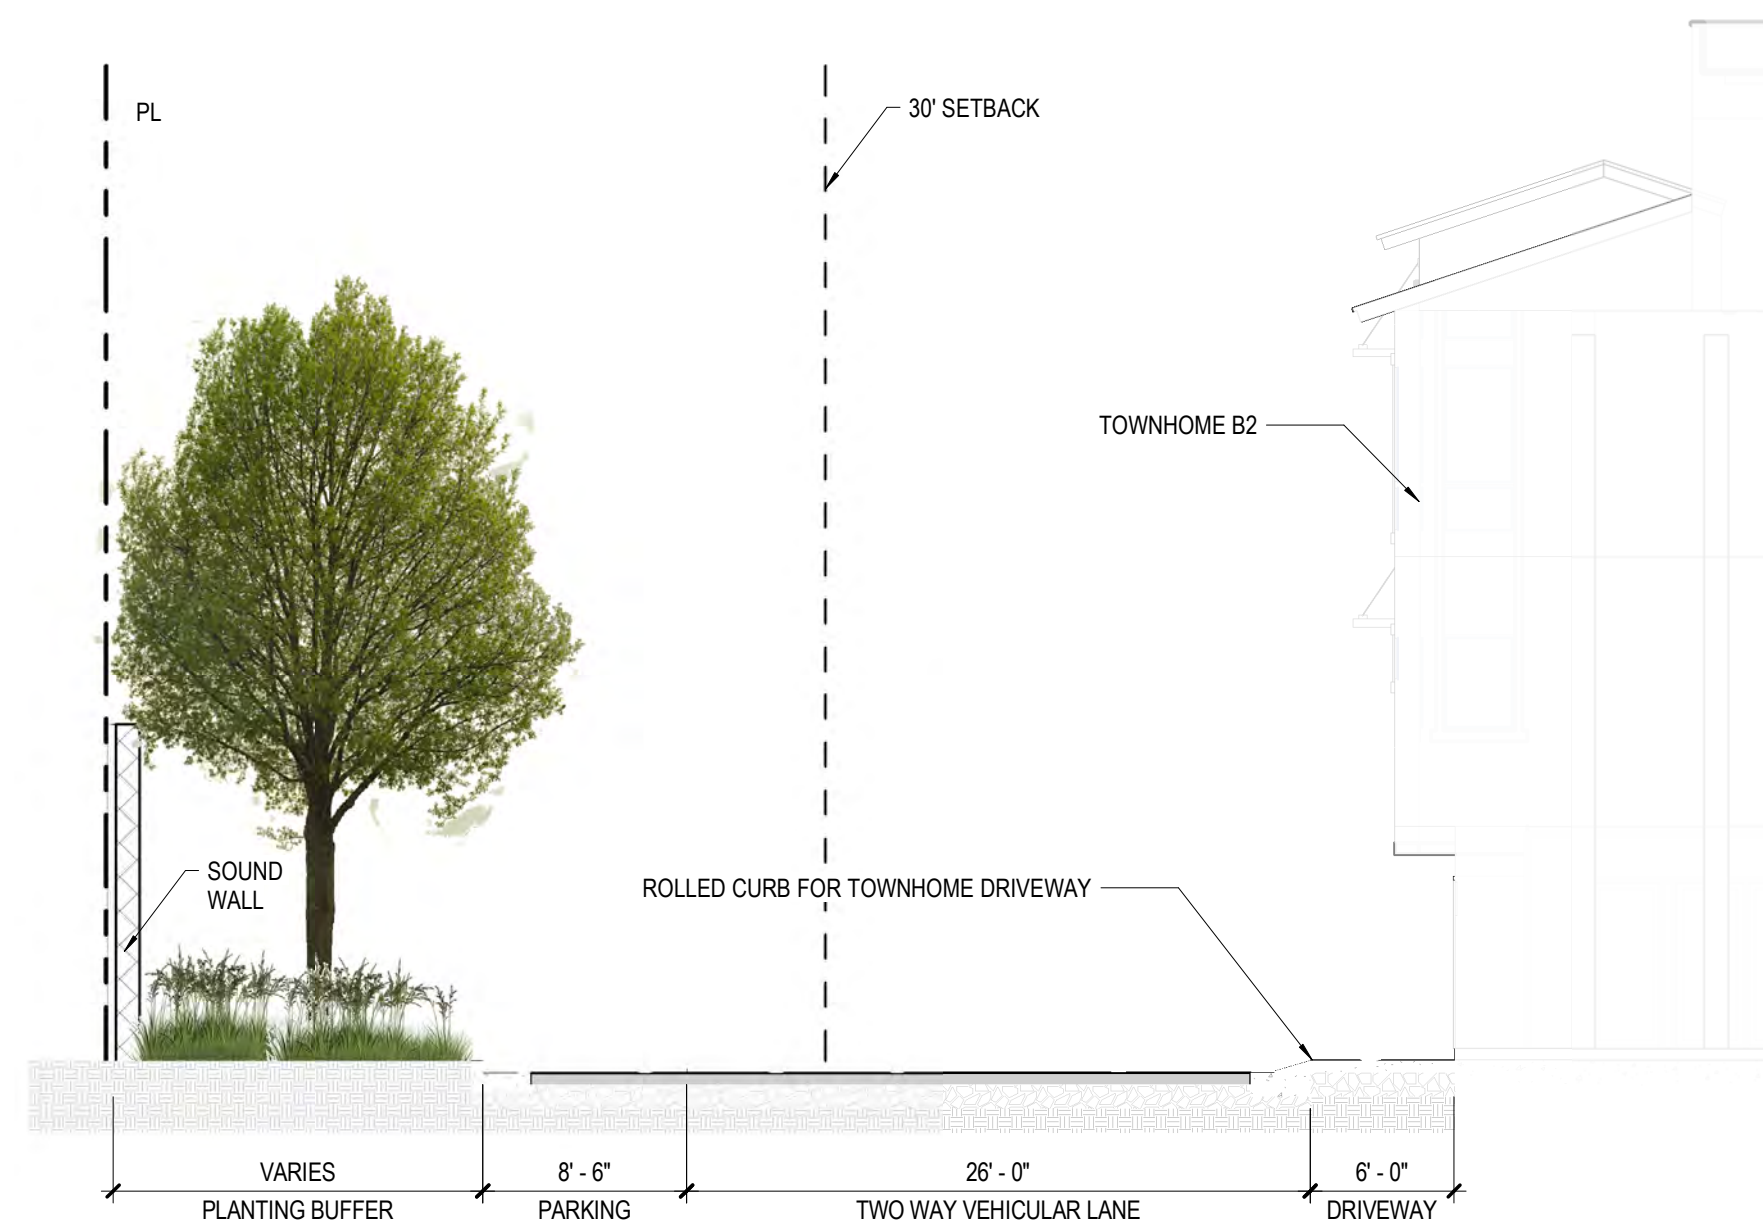 PL
30' SETBACK
TOWNHOME B2
SOUND
WALL
ROLLED CURB FOR TOWNHOME DRIVEWAY
VARIES
8' - 6"
26' - 0"
6' - 0"
PLANTING BUFFER
PARKING
TWO WAY VEHICULAR LANE
DRIVEWAY